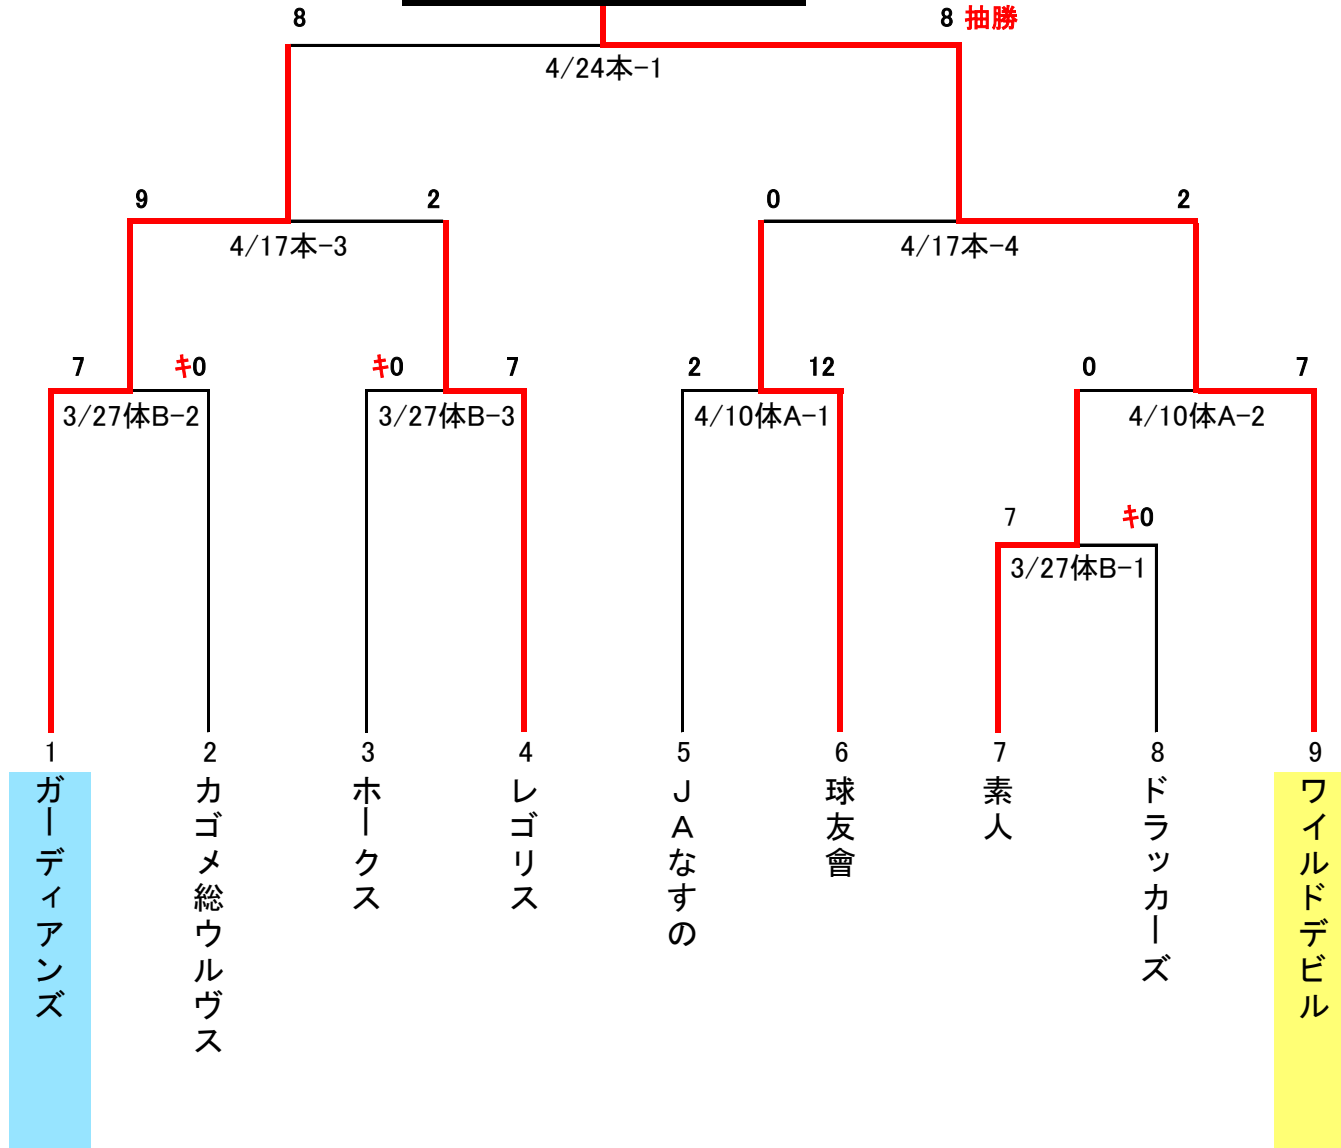 8 8 抽勝
4/24本-1
9 2 0 2
4/17本-3 4/17本-4
7 ｷ0 ｷ0 7 2 12 0 7
3/27体B-2 3/27体B-3 4/10体A-1 4/10体A-2
7 ｷ0
3/27体B-1
1 2 3 4 5 6 7 8 9
ガーディアンズ
カゴメ総ウルヴス
ホークス
レゴリス
ＪＡなすの
球友會
素人
ドラッカーズ
ワイルドデビル